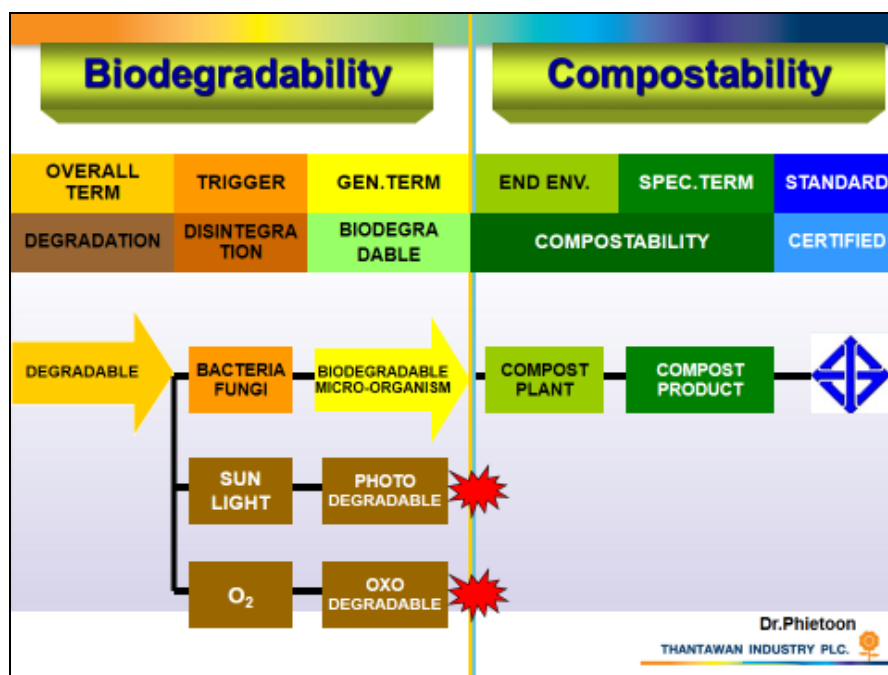 Biodegradability
Compostability
OVERALL
TERM
TRIGGER
GEN.TERM
END ENV.
SPEC.TERM
STANDARD
DEGRADATION
DISINTEGRA
TION
BIODEGRA
DABLE
COMPOSTABILITY
CERTIFIED
DEGRADABLE
BACTERIA
FUNGI
BIODEGRADABLE
MICRO-ORGANISM
COMPOST
PLANT
COMPOST
PRODUCT
SUN
LIGHT
PHOTO
DEGRADABLE
O₂
OXO
DEGRADABLE
Dr.Phietoon
THANTAWAN INDUSTRY PLC.